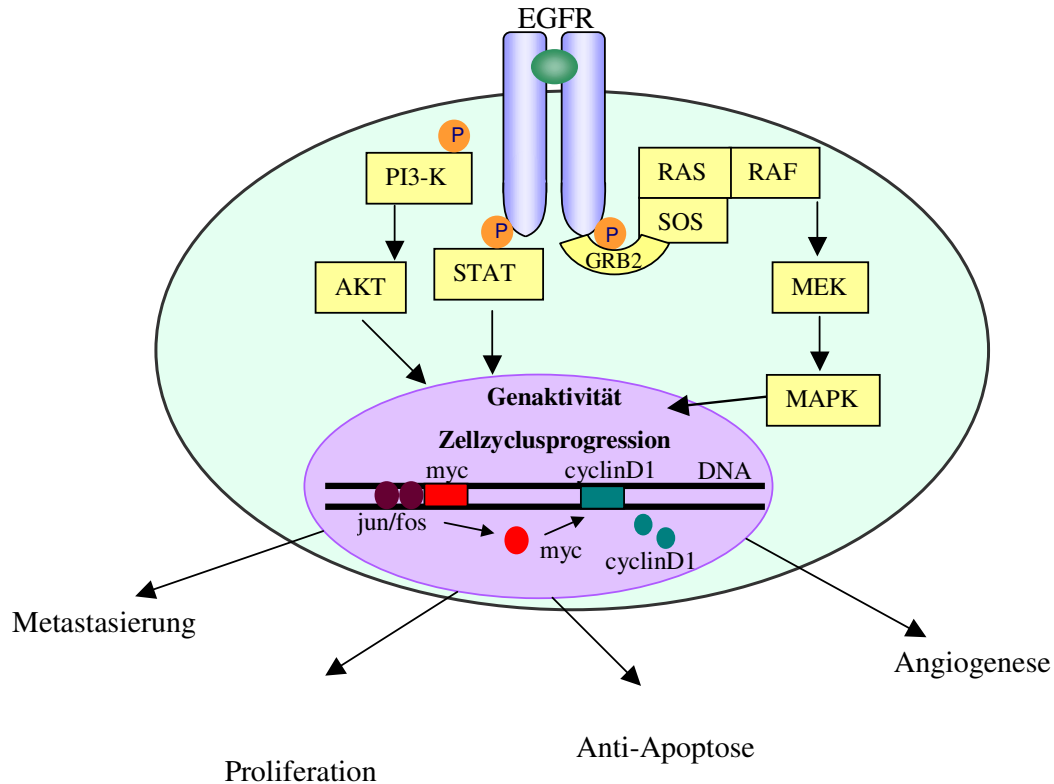 EGFR
P
PI3-K
RAS
RAF
SOS
P
P
GRB2
AKT
STAT
MEK
MAPK
Genaktivität
Zellzyclusprogression
myc
cyclinD1
DNA
jun/fos
myc
cyclinD1
Metastasierung
Angiogenese
Anti-Apoptose
Proliferation